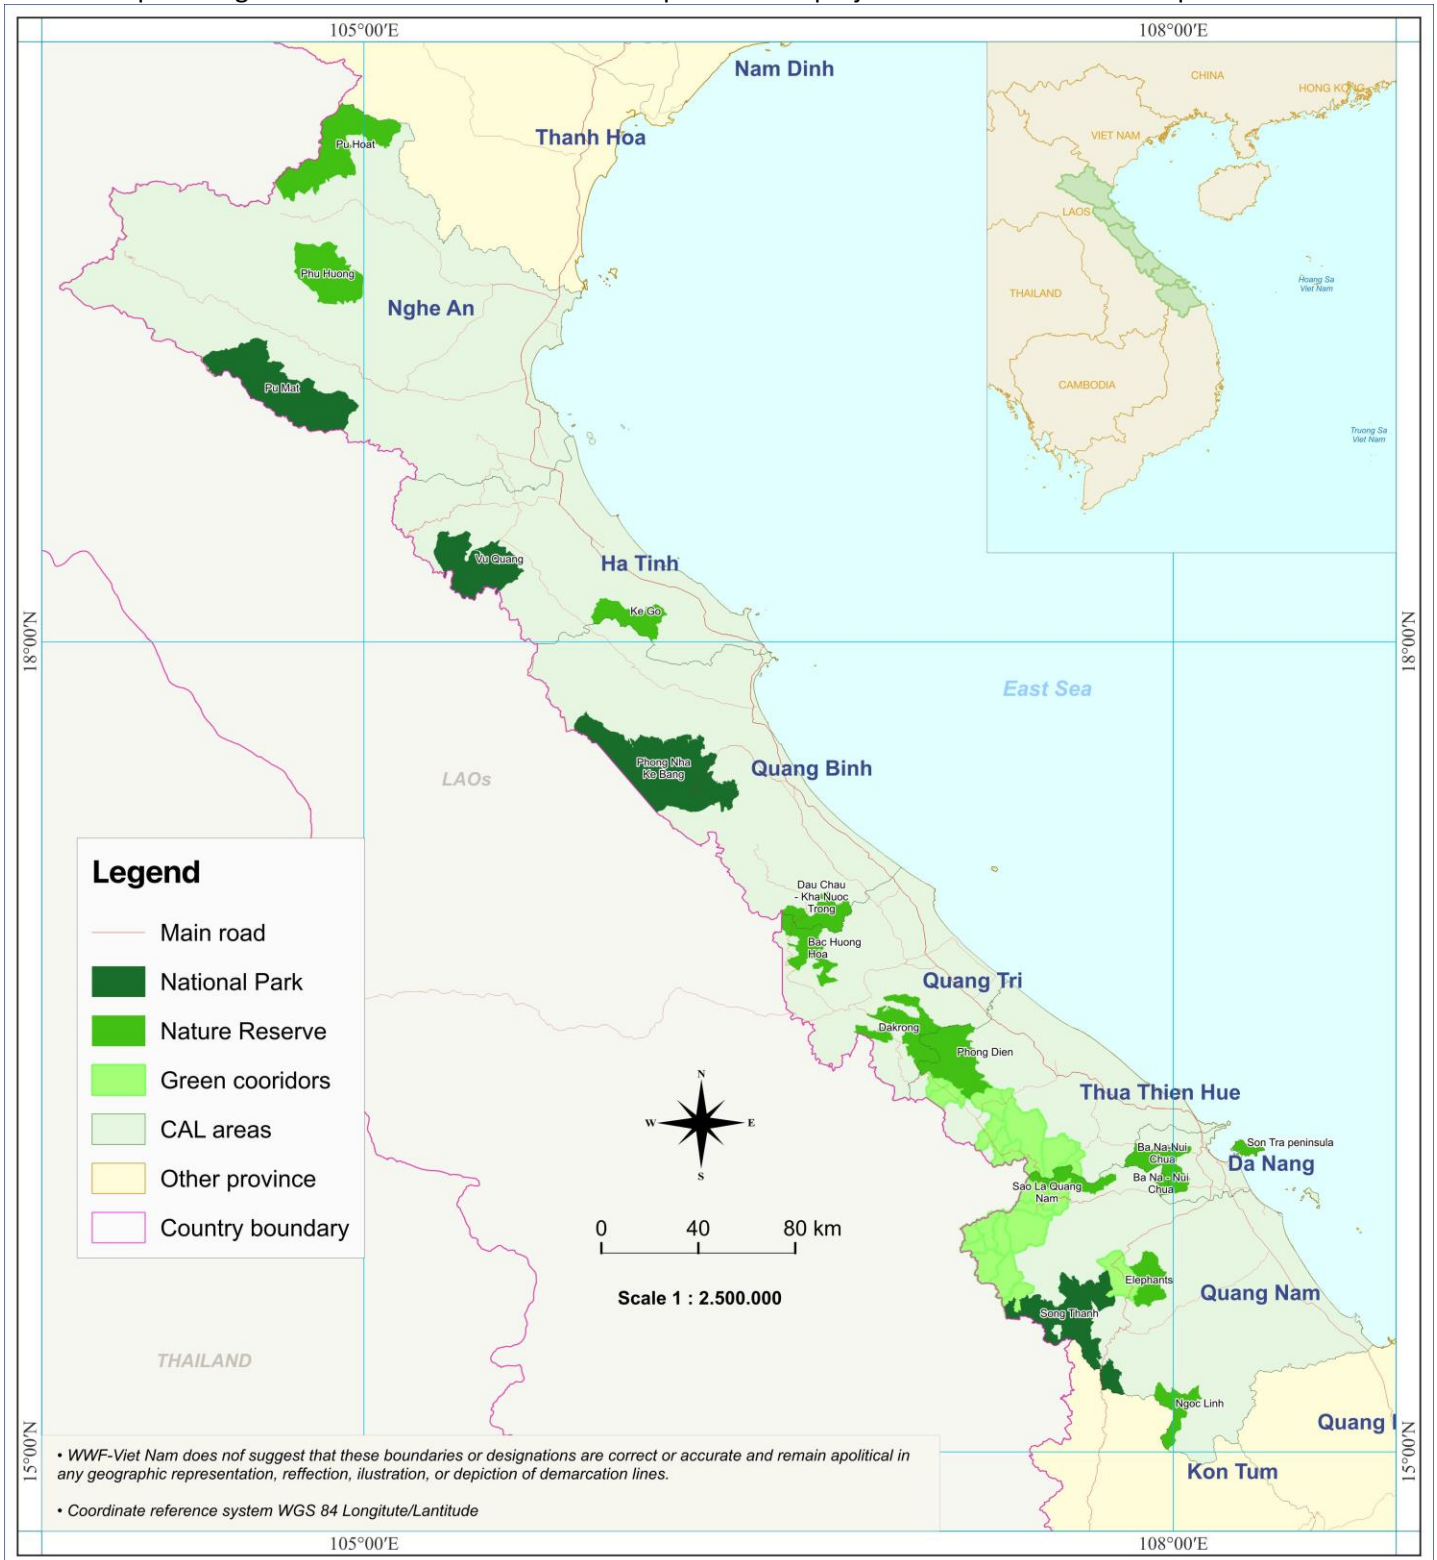 105°00′E
108°00′E
Nam Dinh
CHINA
HONG KONG
Thanh Hoa
VIET NAM
Pu Hoat
LAOS
Phu Huong
Hoang Sa
Viet Nam
THAILAND
Nghe An
Pu Mat
CAMBODIA
Truong Sa
Viet Nam
Vu Quang
Ha Tinh
Ke Go
18°00′N
18°00′N
East Sea
Phong Nha
Ke Bang
Quang Binh
LAOs
Legend
Main road
National Park
Nature Reserve
Green cooridors
CAL areas
Other province
Country boundary
Dau Chau
- Kha Nuoc
Trong
Bac Huong
Hoa
Quang Tri
Dakrong
Phong Dien
N
W
E
S
Thua Thien Hue
Ba Na-Nui
Chua
Son Tra peninsula
Da Nang
Ba Na - Nui
Chua
Sao La Quang
Nam
0 40 80 km
Scale 1 : 2.500.000
Elephants
Quang Nam
Song Thanh
THAILAND
Ngoc Linh
Quang
15°00′N
15°00′N
Kon Tum
• WWF-Viet Nam does nof suggest that these boundaries or designations are correct or accurate and remain apolitical in
any geographic representation, reffection, ilustration, or depiction of demarcation lines.
• Coordinate reference system WGS 84 Longitute/Lantitude
105°00′E
108°00′E